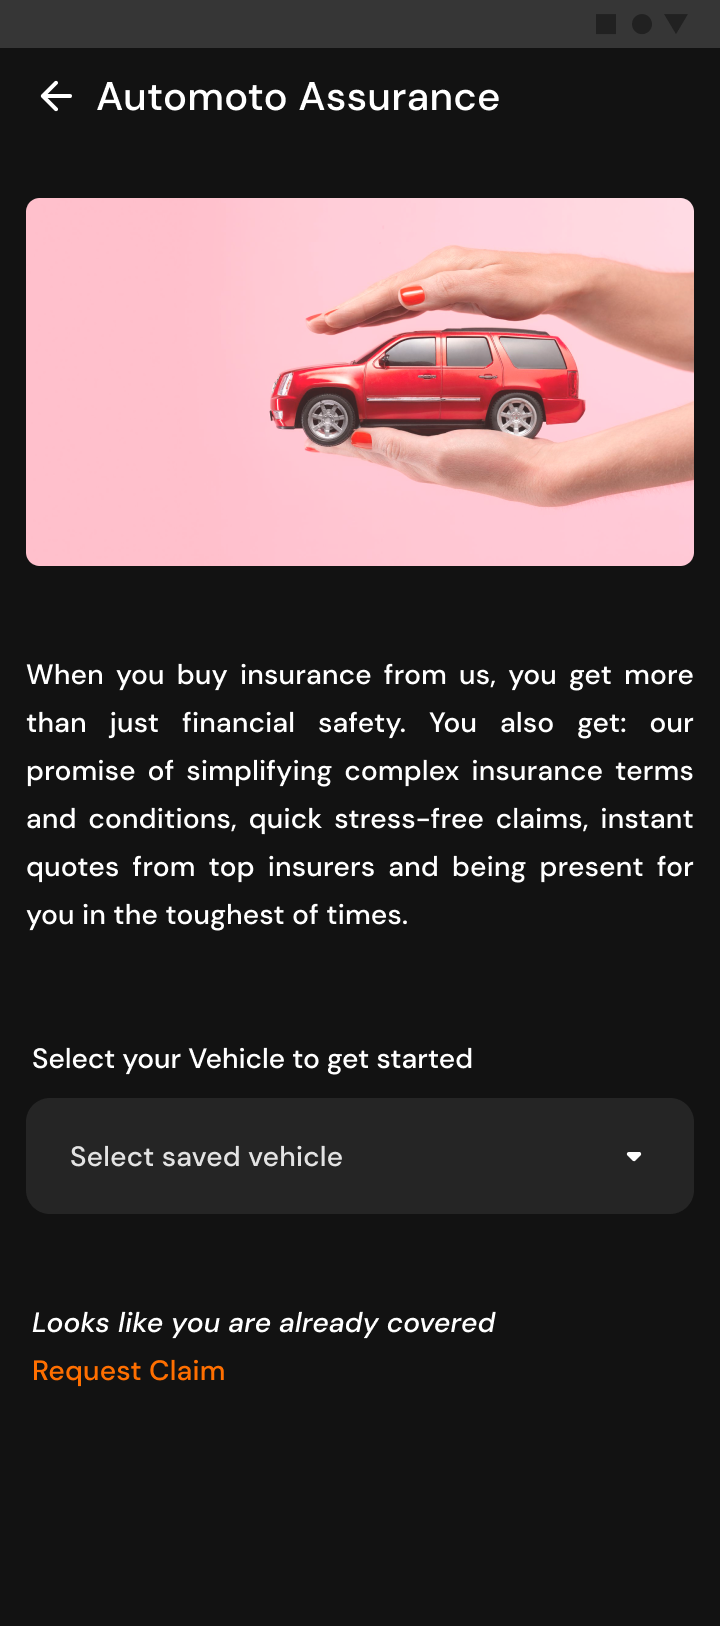 Automoto Assurance
When you buy insurance from us, you get more
than just financial safety. You also get: our
promise of simplifying complex insurance terms
and conditions, quick stress-free claims, instant
quotes from top insurers and being present for
you in the toughest of times.
Select your Vehicle to get started
Select saved vehicle
Looks like you are already covered
Request Claim